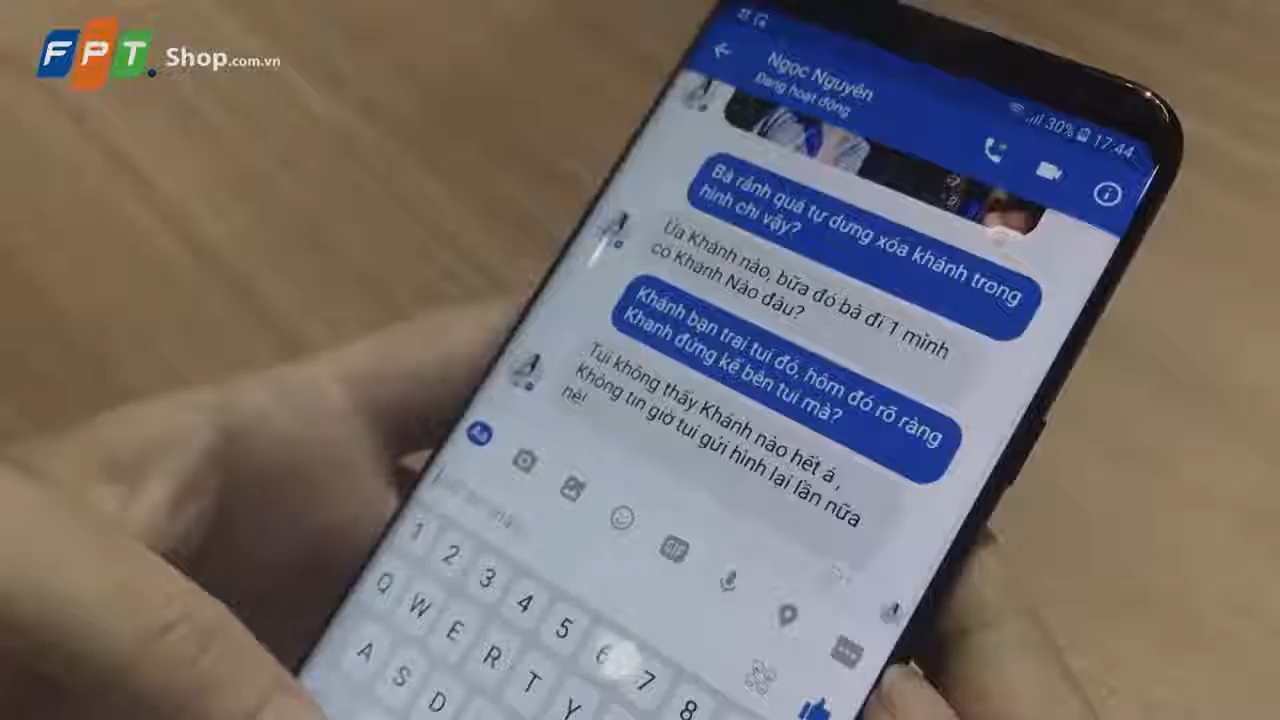 FPT. Shop.com.vn
30% 17:44
Ngọc Nguyên
Đang hoạt động
Bà rảnh quá tự dưng xóa khánh trong
hình chi vậy?
Ủa Khánh nào, bữa đó bà đi 1 mình
có Khánh Nào đâu?
Khánh bạn trai tui đó, hôm đó rõ ràng
Khanh đứng kế bên tui mà?
Tui không thấy Khánh nào hết á,
Không tin giờ tui gửi hình lại lần nữa
nè!
Aa
GIF
1 2 3 4 5 6 7 8
Q W E R T Y
A S D